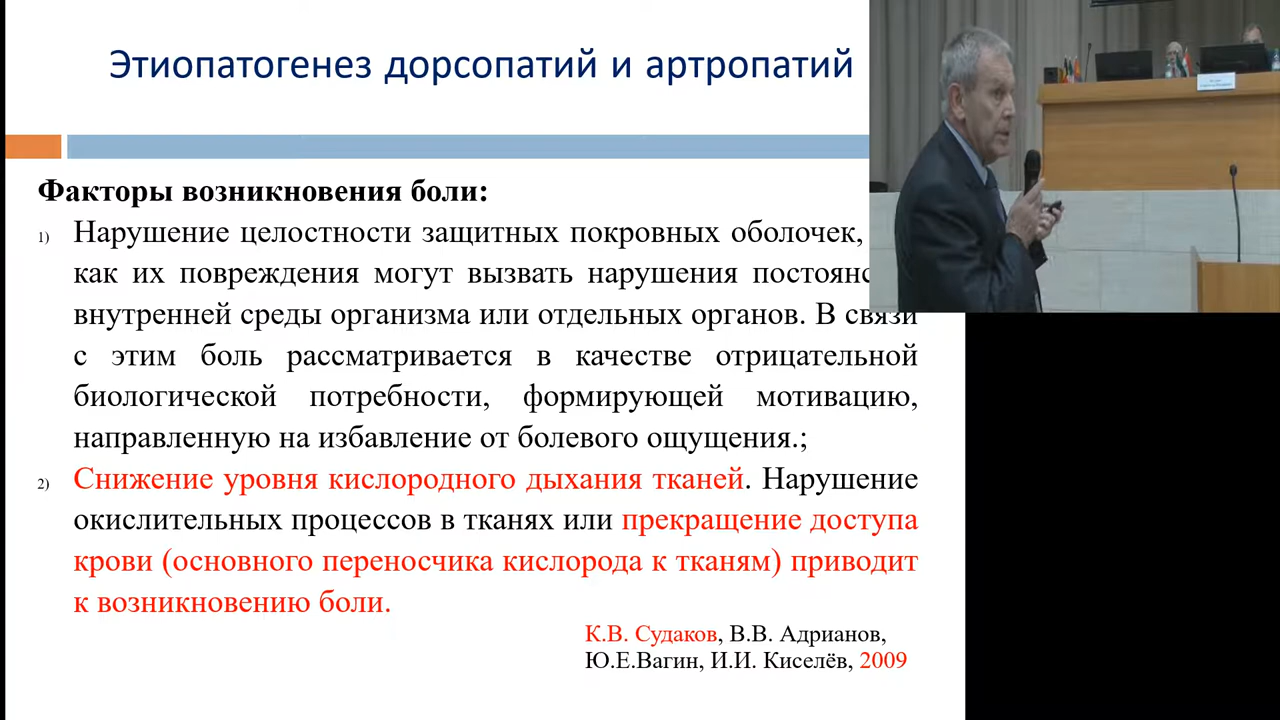 Этиопатогенез дорсопатий и артропатий
Факторы возникновения боли:
1) Нарушение целостности защитных покровных оболочек,
как их повреждения могут вызвать нарушения
внутренней среды организма или отдельных органов. В связи
с этим боль рассматривается в качестве отрицательной
биологической потребности, формирующей мотивацию,
направленную на избавление от болевого ощущения.;
2) Снижение уровня кислородного дыхания тканей. Нарушение
окислительных процессов в тканях или прекращение доступа
крови (основного переносчика кислорода к тканям) приводит
к возникновению боли.
К.В. Судаков, В.В. Адрианов,
Ю.Е.Вагин, И.И. Киселёв, 2009